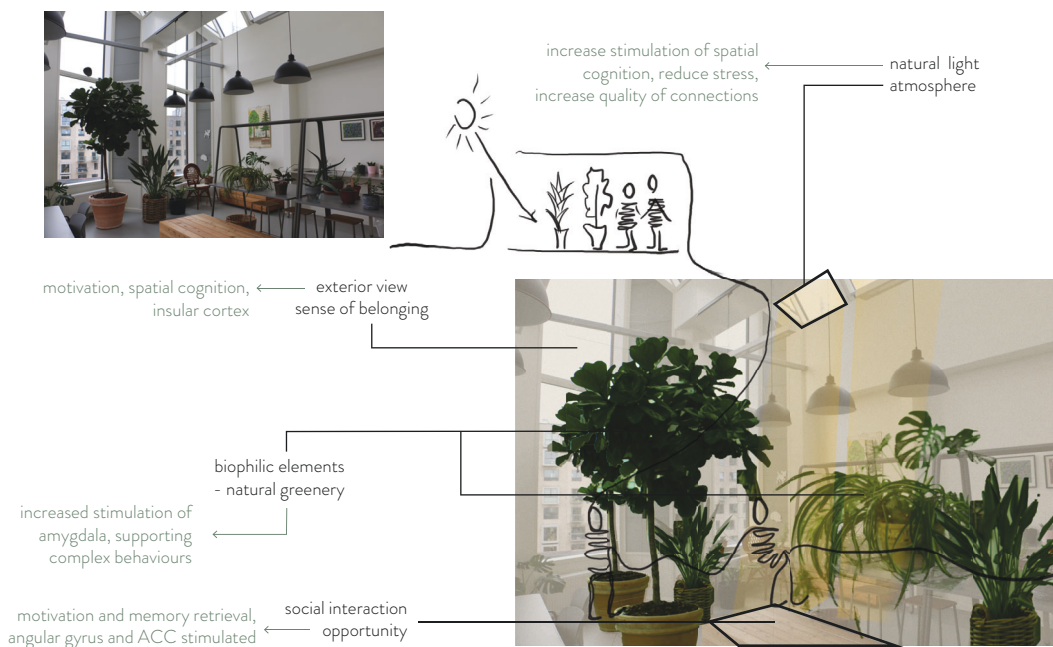 increase stimulation of spatial
cognition, reduce stress,
increase quality of connections
natural light
atmosphere
motivation, spatial cognition,
insular cortex
exterior view
sense of belonging
biophilic elements
- natural greenery
increased stimulation of
amygdala, supporting
complex behaviours
motivation and memory retrieval,
angular gyrus and ACC stimulated
social interaction
opportunity